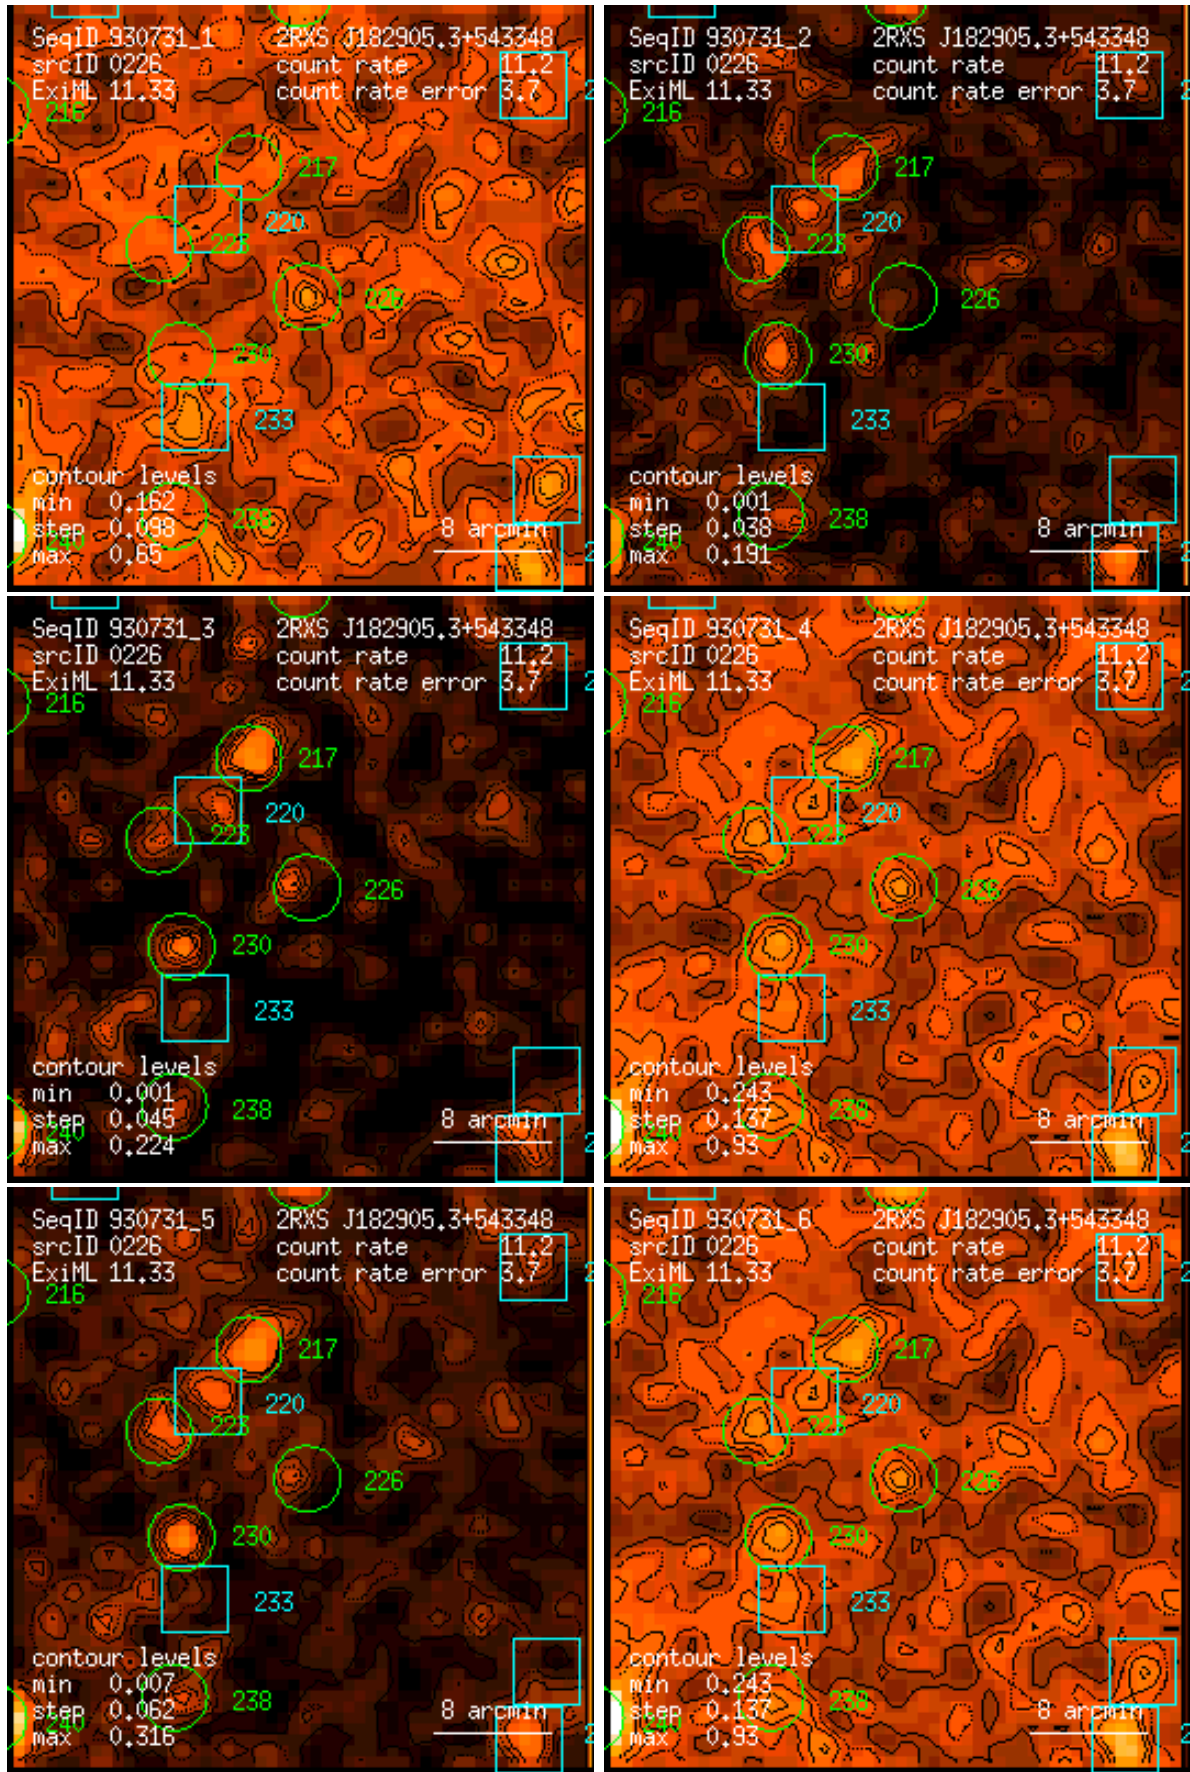 SeqID 930731_1 2RXS J182905.3+543348
srcID 0226 count rate 11.2
ExiML 11.33 count rate error 3.7
216
217
220
223
226
230
233
contour levels
min 0.162
step 0.098 238 8 arcmin
max 0.65 240
SeqID 930731_2 2RXS J182905.3+543348
srcID 0226 count rate 11.2
ExiML 11.33 count rate error 3.7
216
217
220
223
226
230
233
contour levels
min 0.001
step 0.038 238 8 arcmin
max 0.191
SeqID 930731_3 2RXS J182905.3+543348
srcID 0226 count rate 11.2
ExiML 11.33 count rate error 3.7
216
217
220
223
226
230
233
contour levels
min 0.001
step 0.045 238 8 arcmin
max 0.224 240
SeqID 930731_4 2RXS J182905.3+543348
srcID 0226 count rate 11.2
ExiML 11.33 count rate error 3.7
216
217
220
223
226
230
233
contour levels
min 0.243
step 0.137 238 8 arcmin
max 0.93 240
SeqID 930731_5 2RXS J182905.3+543348
srcID 0226 count rate 11.2
ExiML 11.33 count rate error 3.7
216
217
220
223
226
230
233
contour levels
min 0.007
step 0.062 238 8 arcmin
max 0.316 240
SeqID 930731_6 2RXS J182905.3+543348
srcID 0226 count rate 11.2
ExiML 11.33 count rate error 3.7
216
217
220
223
226
230
233
contour levels
min 0.243
step 0.137 238 8 arcmin
max 0.93 240